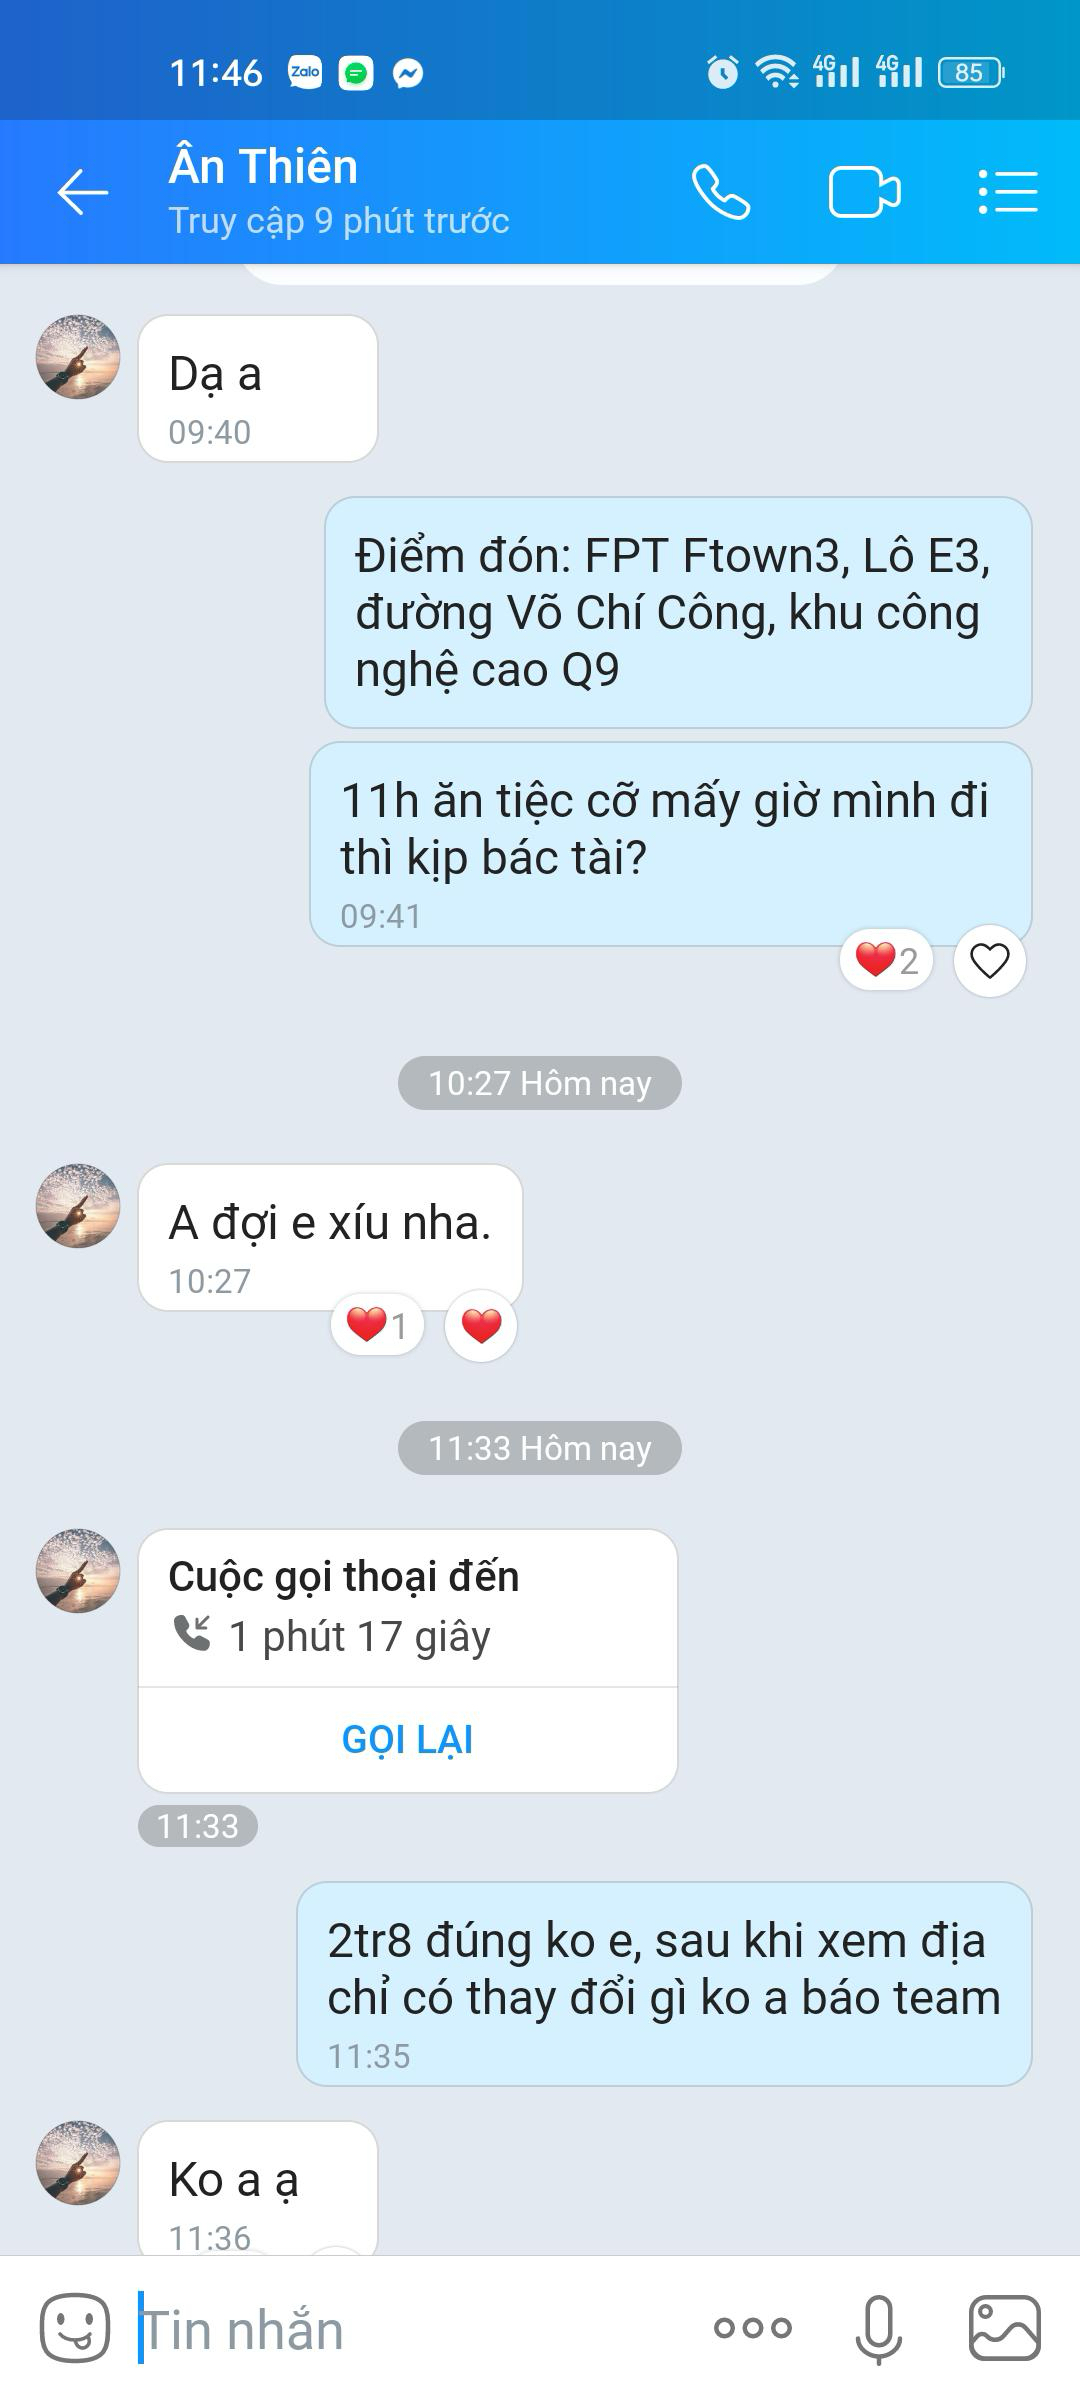 11:46
Zalo
4G
4G
85
Ân Thiên
Truy cập 9 phút trước
Dạ a
09:40
Điểm đón: FPT Ftown3, Lô E3,
đường Võ Chí Công, khu công
nghệ cao Q9
11h ăn tiệc cỡ mấy giờ mình đi
thì kịp bác tài?
09:41
2
10:27 Hôm nay
A đợi e xíu nha.
10:27
1
11:33 Hôm nay
Cuộc gọi thoại đến
1 phút 17 giây
GỌI LẠI
11:33
2tr8 đúng ko e, sau khi xem địa
chỉ có thay đổi gì ko a báo team
11:35
Ko a ạ
11:36
Tin nhắn